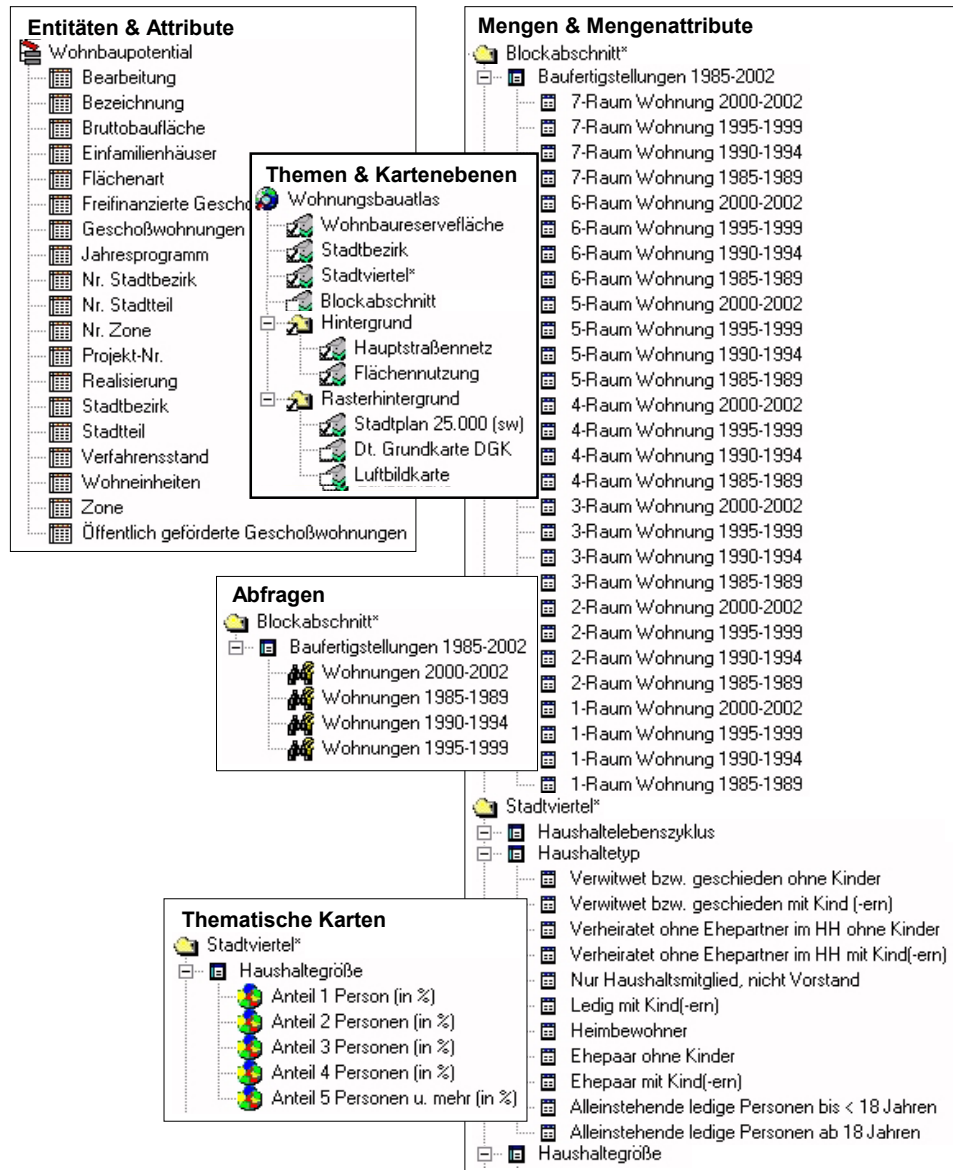 Entitäten & Attribute
Wohnbaupotential
Bearbeitung
Bezeichnung
Bruttobaufläche
Einfamilienhäuser
Flächenart
Freifinanzierte
Geschoßwohnungen
Jahresprogramm
Nr. Stadtbezirk
Nr. Stadtteil
Nr. Zone
Projekt-Nr.
Realisierung
Stadtbezirk
Stadtteil
Verfahrensstand
Wohneinheiten
Zone
Öffentlich geförderte Geschoßwohnungen
Themen & Kartenebenen
Wohnungsbauatlas
Wohnbaureservefläche
Stadtbezirk
Stadtviertel*
Blockabschnitt
Hintergrund
Hauptstraßennetz
Flächennutzung
Rasterhintergrund
Stadtplan 25.000 (sw)
Dt. Grundkarte DGK
Luftbildkarte
Abfragen
Blockabschnitt*
Baufertigstellungen 1985-2002
Wohnungen 2000-2002
Wohnungen 1985-1989
Wohnungen 1990-1994
Wohnungen 1995-1999
Thematische Karten
Stadtviertel*
Haushaltegröße
Anteil 1 Person (in %)
Anteil 2 Personen (in %)
Anteil 3 Personen (in %)
Anteil 4 Personen (in %)
Anteil 5 Personen u. mehr (in %)
Mengen & Mengenattribute
Blockabschnitt*
Baufertigstellungen 1985-2002
7-Raum Wohnung 2000-2002
7-Raum Wohnung 1995-1999
7-Raum Wohnung 1990-1994
7-Raum Wohnung 1985-1989
6-Raum Wohnung 2000-2002
6-Raum Wohnung 1995-1999
6-Raum Wohnung 1990-1994
6-Raum Wohnung 1985-1989
5-Raum Wohnung 2000-2002
5-Raum Wohnung 1995-1999
5-Raum Wohnung 1990-1994
5-Raum Wohnung 1985-1989
4-Raum Wohnung 2000-2002
4-Raum Wohnung 1995-1999
4-Raum Wohnung 1990-1994
4-Raum Wohnung 1985-1989
3-Raum Wohnung 2000-2002
3-Raum Wohnung 1995-1999
3-Raum Wohnung 1990-1994
3-Raum Wohnung 1985-1989
2-Raum Wohnung 2000-2002
2-Raum Wohnung 1995-1999
2-Raum Wohnung 1990-1994
2-Raum Wohnung 1985-1989
1-Raum Wohnung 2000-2002
1-Raum Wohnung 1995-1999
1-Raum Wohnung 1990-1994
1-Raum Wohnung 1985-1989
Stadtviertel*
Haushaltelebenszyklus
Haushaltetyp
Verwitwet bzw. geschieden ohne Kinder
Verwitwet bzw. geschieden mit Kind (-ern)
Verheiratet ohne Ehepartner im HH ohne Kinder
Verheiratet ohne Ehepartner im HH mit Kind(-ern)
Nur Haushaltsmitglied, nicht Vorstand
Ledig mit Kind(-ern)
Heimbewohner
Ehepaar ohne Kinder
Ehepaar mit Kind(-ern)
Alleinstehende ledige Personen bis < 18 Jahren
Alleinstehende ledige Personen ab 18 Jahren
Haushaltegröße